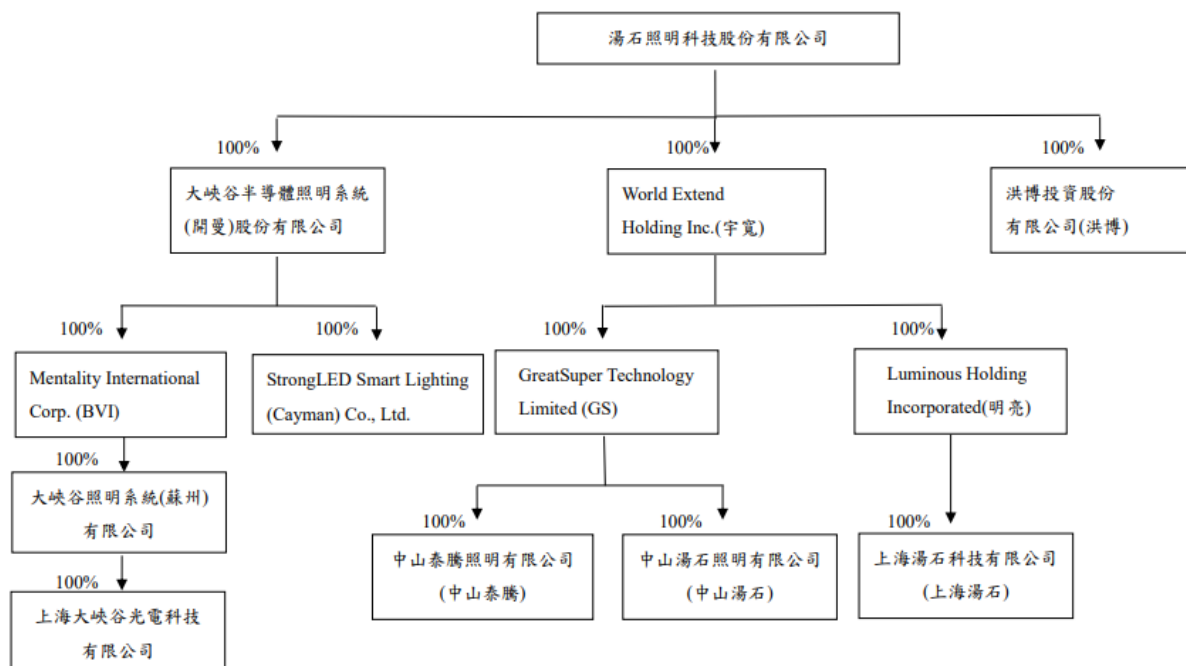 湯石照明科技股份有限公司
100%
100%
100%
大峽谷半導體照明系統
(開曼)股份有限公司
World Extend
Holding Inc.(宇寬)
洪博投資股份
有限公司(洪博)
100%
100%
100%
100%
Mentality International
Corp. (BVI)
StrongLED Smart Lighting
(Cayman) Co., Ltd.
GreatSuper Technology
Limited (GS)
Luminous Holding
Incorporated(明亮)
100%
大峽谷照明系統(蘇州)
有限公司
100%
100%
100%
中山泰騰照明有限公司
(中山泰騰)
中山湯石照明有限公司
(中山湯石)
上海湯石科技有限公司
(上海湯石)
100%
上海大峽谷光電科技
有限公司